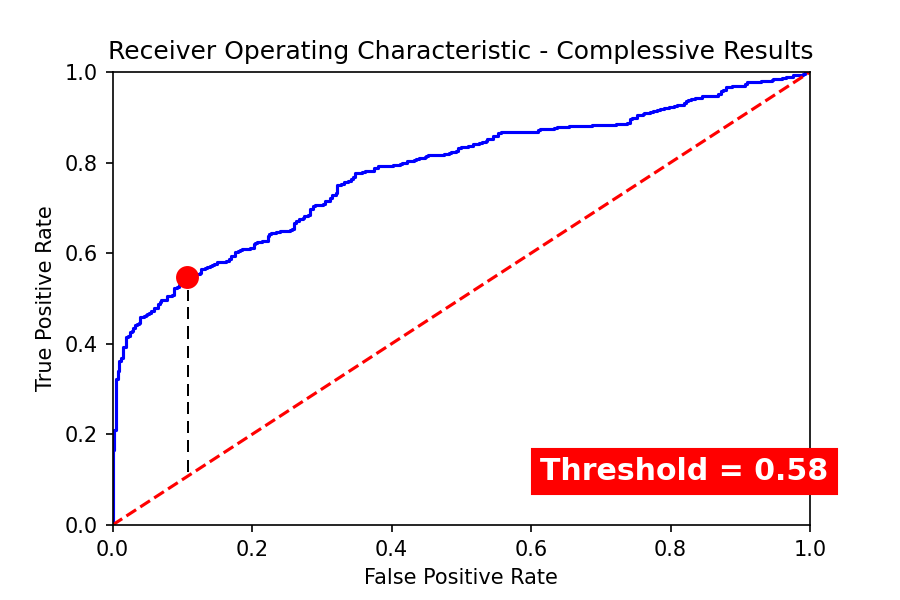 Receiver Operating Characteristic - Complessive Results
1.0
0.8
0.6
0.4
0.2
0.0
True Positive Rate
Threshold = 0.58
0.0 0.2 0.4 0.6 0.8 1.0
False Positive Rate